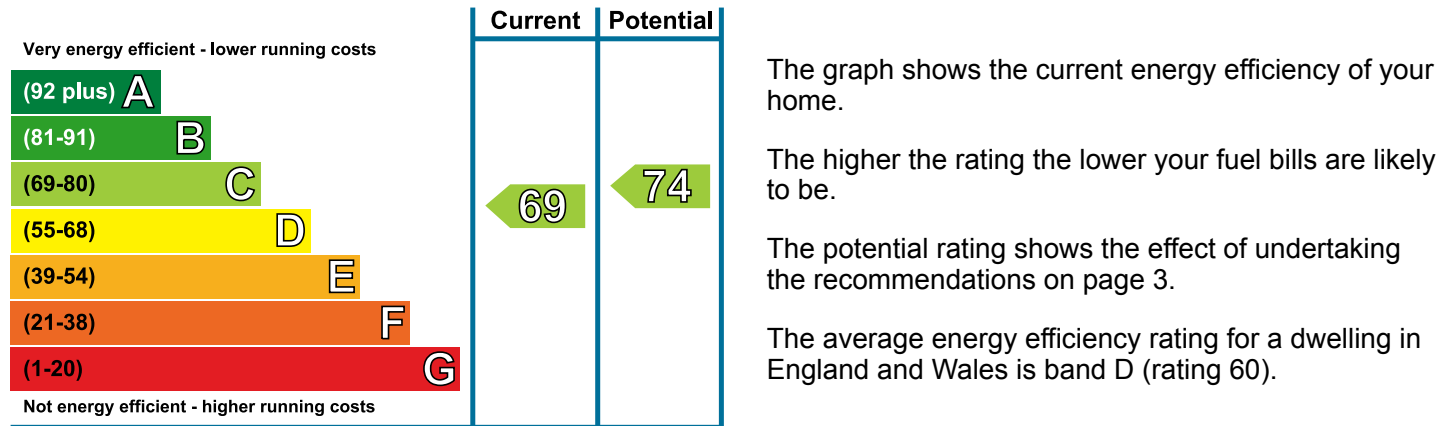 Current Potential
Very energy efficient - lower running costs
(92 plus) A
(81-91) B
(69-80) C
(55-68) D
(39-54) E
(21-38) F
(1-20) G
Not energy efficient - higher running costs
69
74
The graph shows the current energy efficiency of your
home.
The higher the rating the lower your fuel bills are likely
to be.
The potential rating shows the effect of undertaking
the recommendations on page 3.
The average energy efficiency rating for a dwelling in
England and Wales is band D (rating 60).